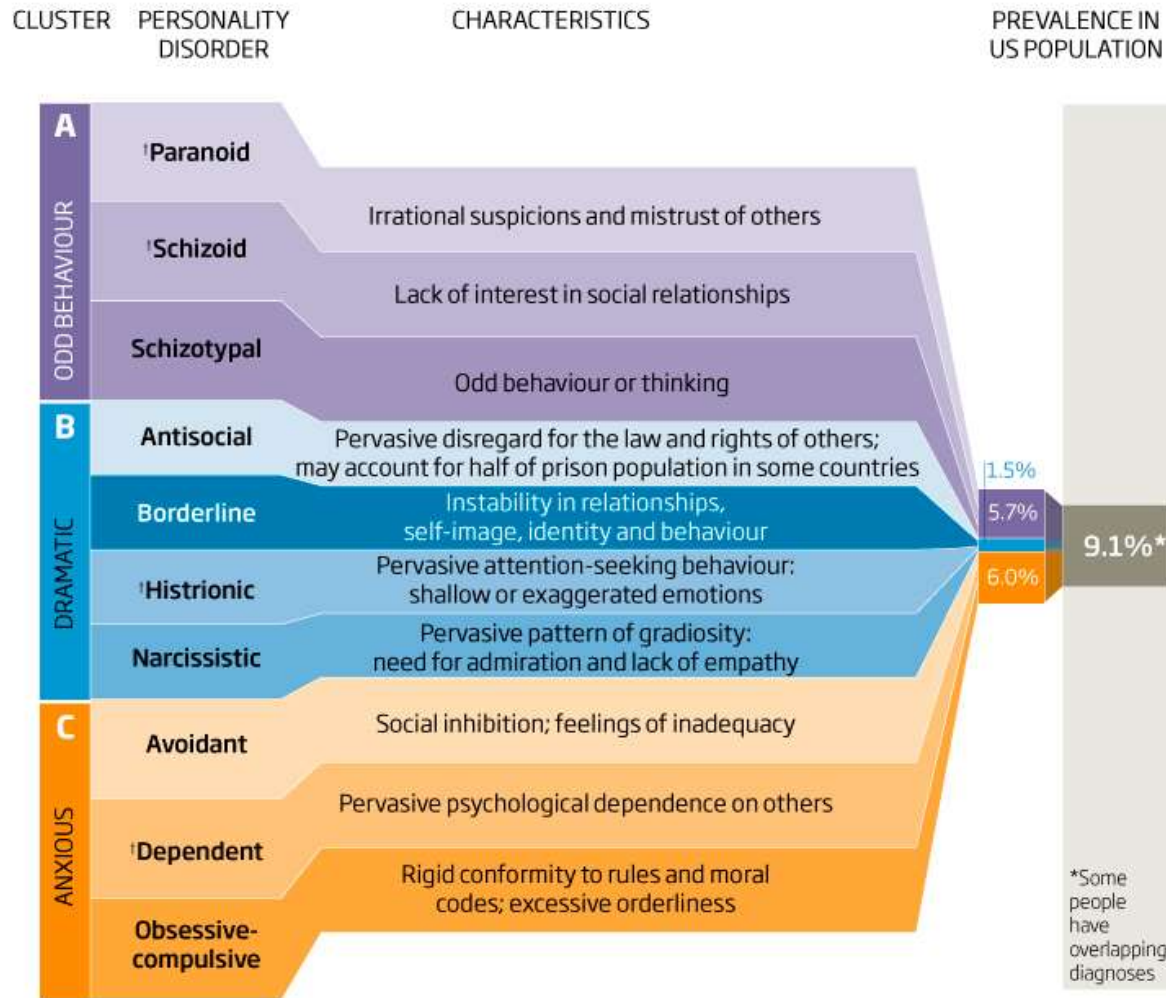 CLUSTER
PERSONALITY
DISORDER
CHARACTERISTICS
PREVALENCE IN
US POPULATION
A
ODD BEHAVIOUR
†Paranoid
Irrational suspicions and mistrust of others
†Schizoid
Lack of interest in social relationships
Schizotypal
Odd behaviour or thinking
B
DRAMATIC
Antisocial
Pervasive disregard for the law and rights of others;
may account for half of prison population in some countries
Borderline
Instability in relationships,
self-image, identity and behaviour
†Histrionic
Pervasive attention-seeking behaviour:
shallow or exaggerated emotions
Narcissistic
Pervasive pattern of gradiosity:
need for admiration and lack of empathy
C
ANXIOUS
Avoidant
Social inhibition; feelings of inadequacy
†Dependent
Pervasive psychological dependence on others
Obsessive-
compulsive
Rigid conformity to rules and moral
codes; excessive orderliness
1.5%
5.7%
6.0%
9.1%*
*Some
people
have
overlapping
diagnoses